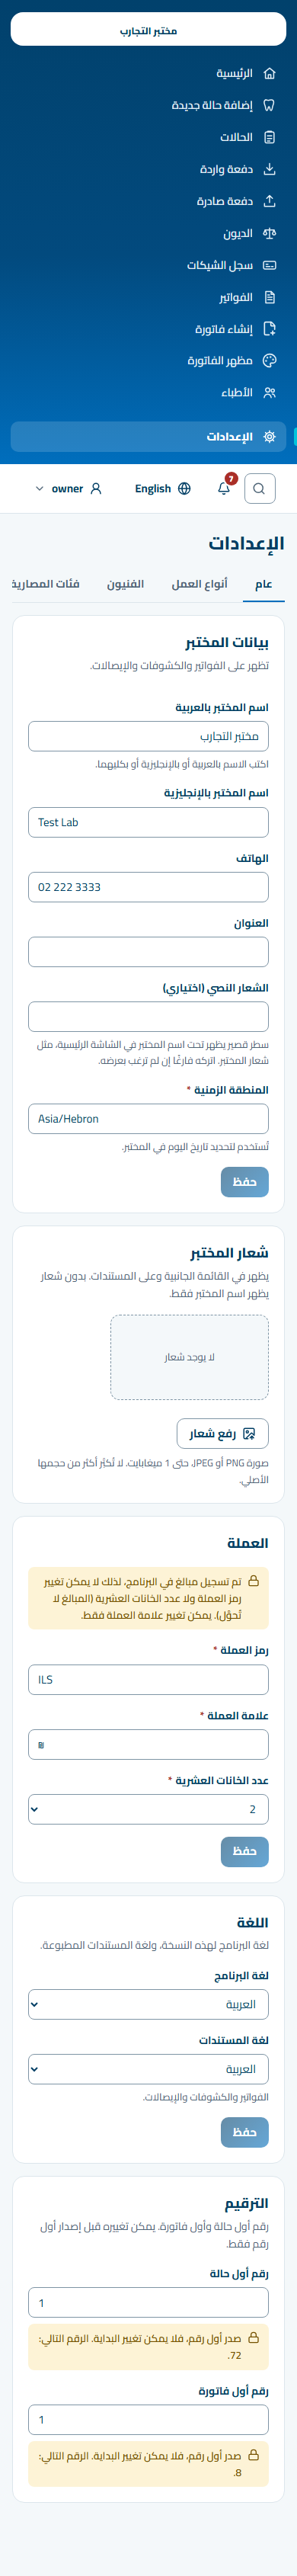 مختبر التجارب
الرئيسية
إضافة حالة جديدة
الحالات
دفعة واردة
دفعة صادرة
الديون
سجل الشيكات
الفواتير
إنشاء فاتورة
مظهر الفاتورة
الأطباء
الإعدادات
7
English
owner
الإعدادات
عام
أنواع العمل
الفنيون
فئات المصاريف
بيانات المختبر
تظهر على الفواتير والكشوفات والإيصالات.
اسم المختبر بالعربية
مختبر التجارب
اكتب الاسم بالعربية أو بالإنجليزية أو بكليهما.
اسم المختبر بالإنجليزية
Test Lab
الهاتف
02 222 3333
العنوان
الشعار النصي (اختياري)
سطر قصير يظهر تحت اسم المختبر في الشاشة الرئيسية، مثل
شعار المختبر. اتركه فارغًا إن لم ترغب بعرضه.
المنطقة الزمنية *
Asia/Hebron
تُستخدم لتحديد تاريخ اليوم في المختبر.
حفظ
شعار المختبر
يظهر في القائمة الجانبية وعلى المستندات. بدون شعار
يظهر اسم المختبر فقط.
لا يوجد شعار
رفع شعار
صورة PNG أو JPEG، حتى 1 ميغابايت. لا تُكبَّر أكثر من حجمها
الأصلي.
العملة
تم تسجيل مبالغ في البرنامج، لذلك لا يمكن تغيير
رمز العملة ولا عدد الخانات العشرية (المبالغ لا
تُحوَّل). يمكن تغيير علامة العملة فقط.
رمز العملة *
ILS
علامة العملة *
₪
عدد الخانات العشرية *
2
حفظ
اللغة
لغة البرنامج لهذه النسخة، ولغة المستندات المطبوعة.
لغة البرنامج
العربية
لغة المستندات
العربية
الفواتير والكشوفات والإيصالات.
حفظ
الترقيم
رقم أول حالة وأول فاتورة. يمكن تغييره قبل إصدار أول
رقم فقط.
رقم أول حالة
1
صدر أول رقم، فلا يمكن تغيير البداية. الرقم التالي:
72.
رقم أول فاتورة
1
صدر أول رقم، فلا يمكن تغيير البداية. الرقم التالي:
8.